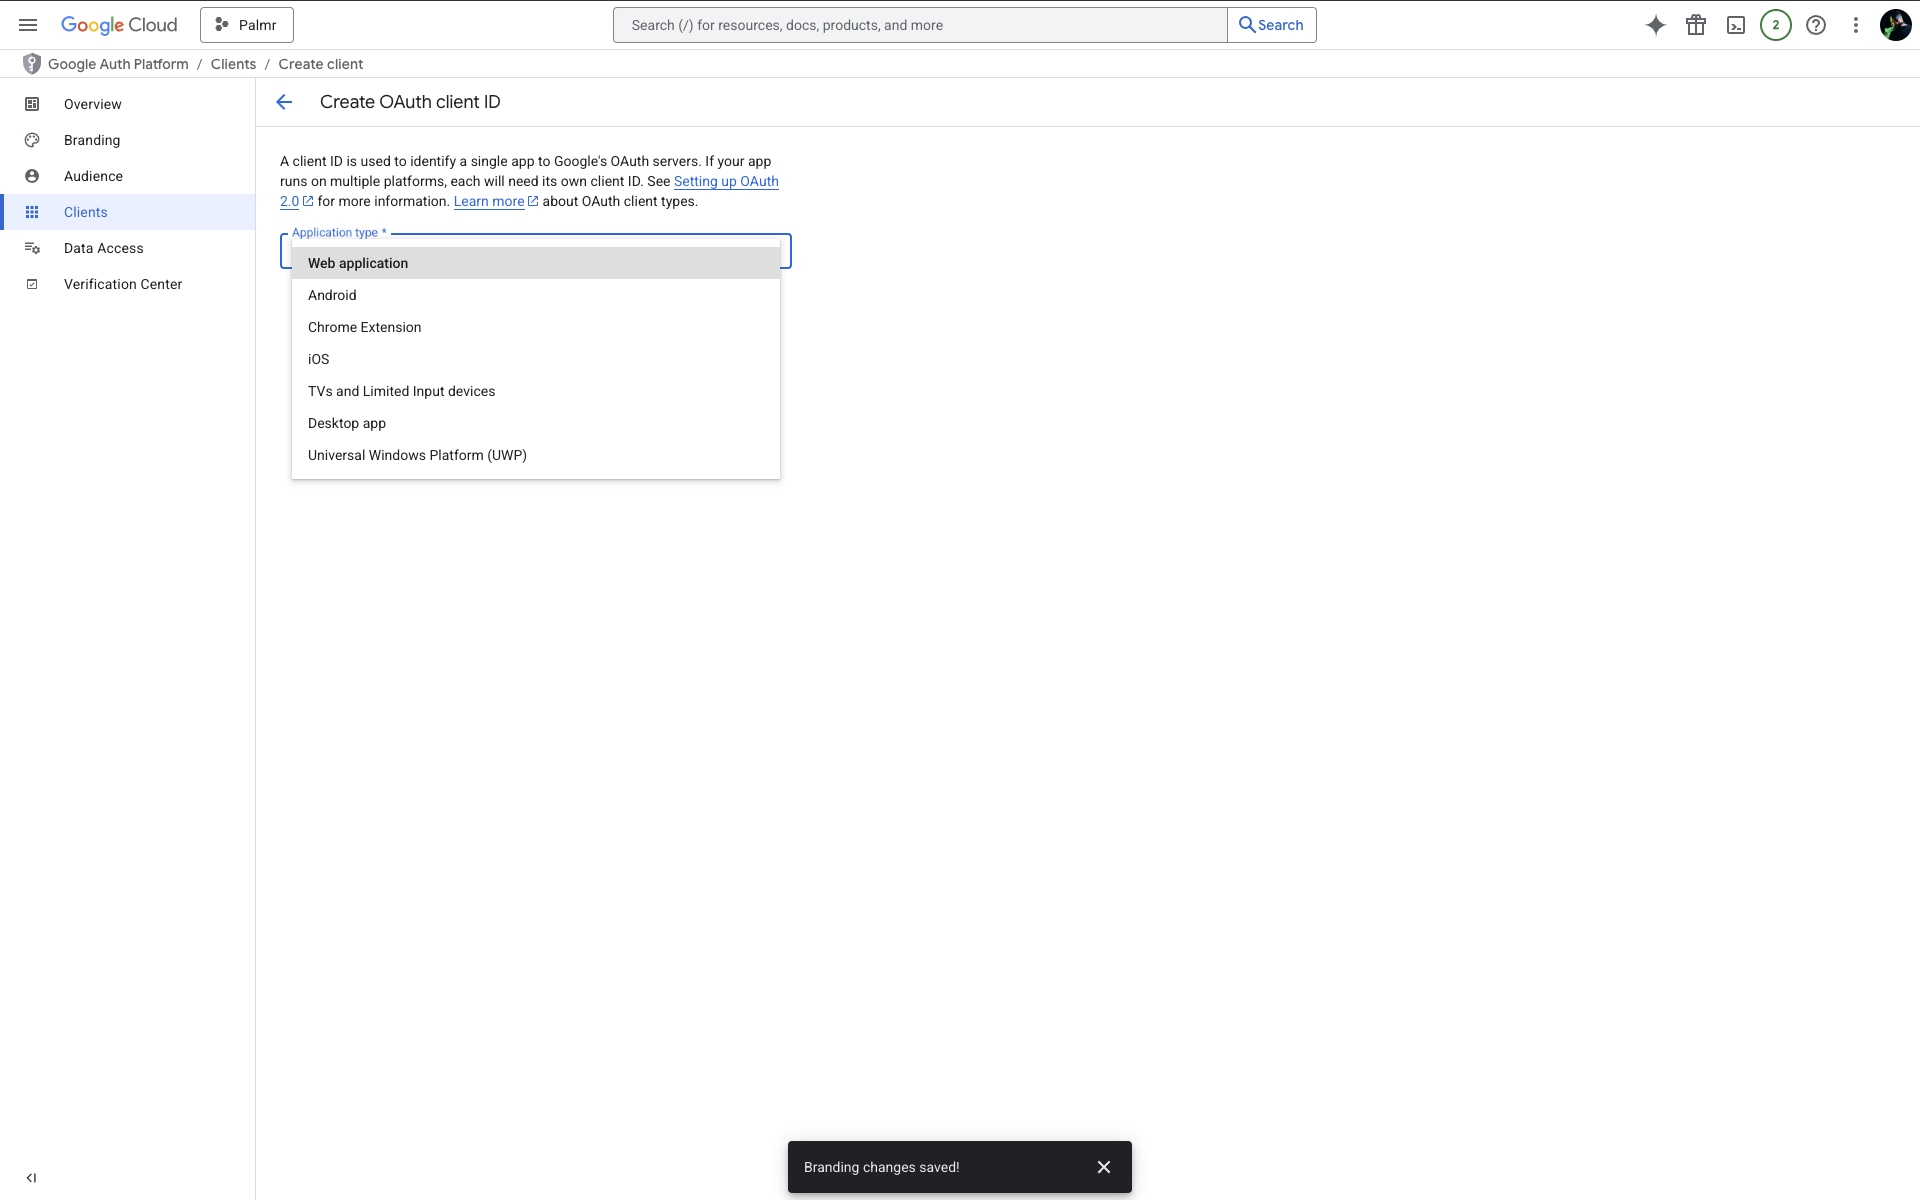 Google Cloud
Palmr
Search (/) for resources, docs, products, and more
Search
2
Google Auth Platform / Clients / Create client
Overview
Branding
Audience
Clients
Data Access
Verification Center
Create OAuth client ID
A client ID is used to identify a single app to Google's OAuth servers. If your app
runs on multiple platforms, each will need its own client ID. See Setting up OAuth
2.0 for more information. Learn more about OAuth client types.
Application type *
Web application
Android
Chrome Extension
iOS
TVs and Limited Input devices
Desktop app
Universal Windows Platform (UWP)
Branding changes saved!